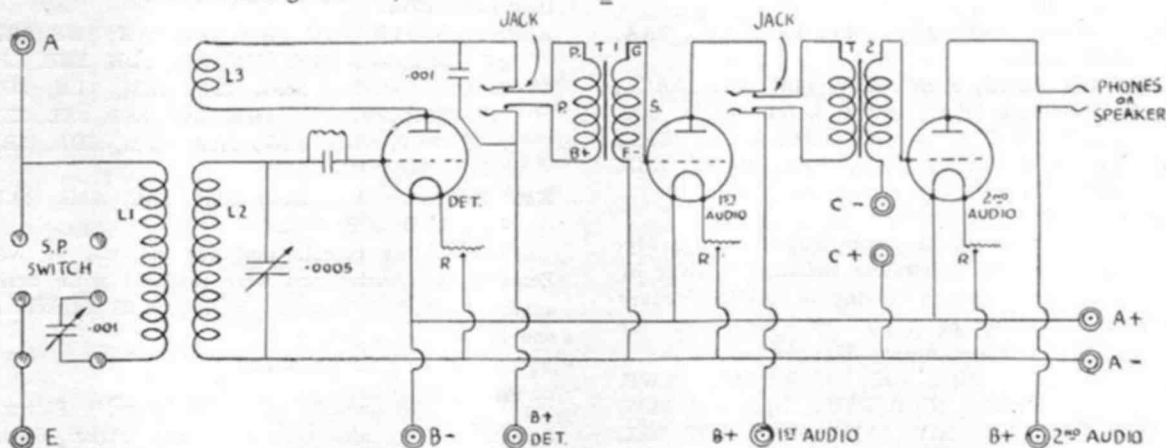 JACK
JACK
A
L3
.001
P.
T
1
G
T
2
P.
S.
B+
F-
PHONES
OR
SPEAKER
L1
L2
DET.
1ST
AUDIO
2ND
AUDIO
C -
C +
S.P.
SWITCH
.0005
R
R
R
.001
A+
A -
E
B-
B+
DET.
B+ 1ST AUDIO
B+ 2ND AUDIO